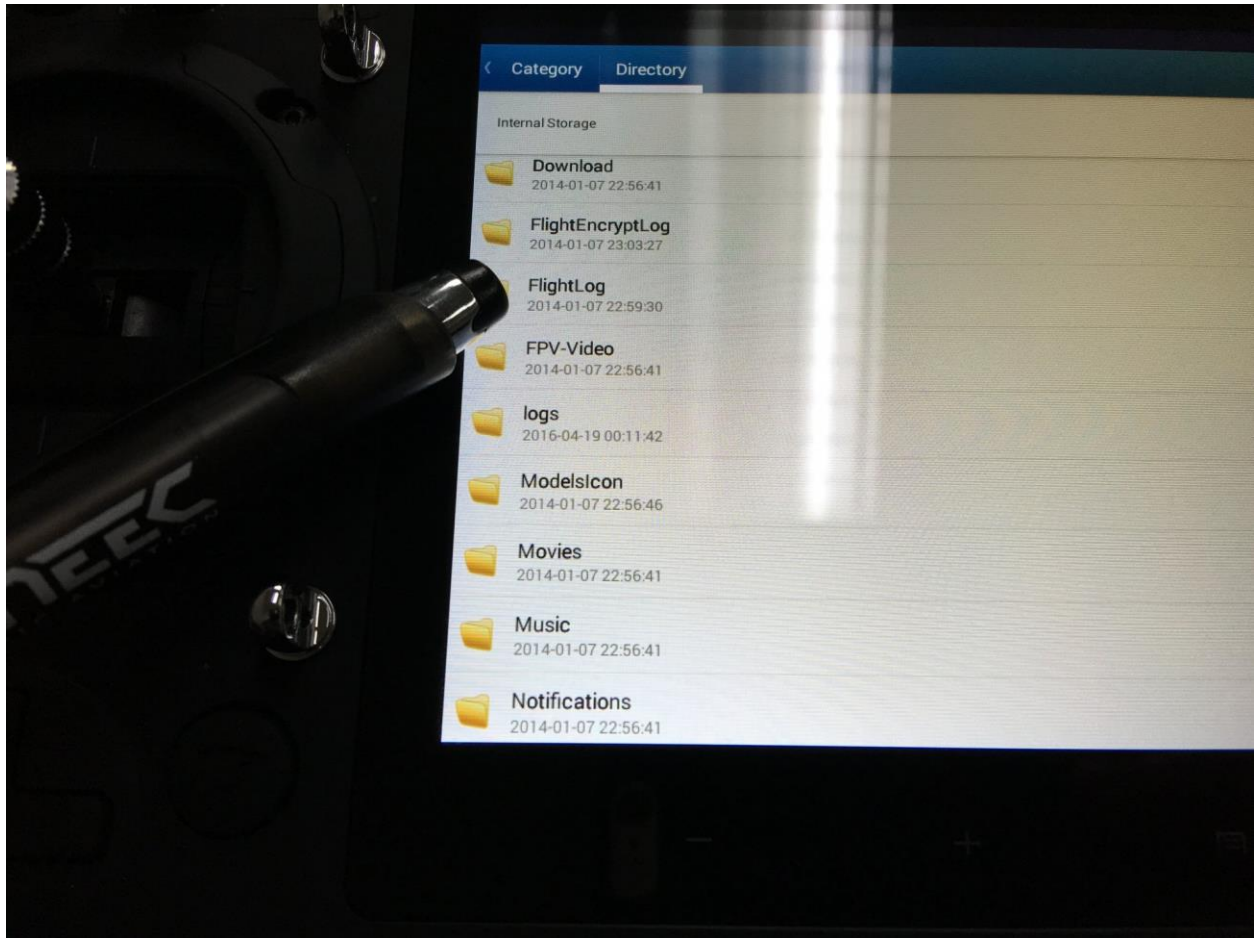 Category Directory
Internal Storage
Download
2014-01-07 22:56:41
FlightEncryptLog
2014-01-07 23:03:27
FlightLog
2014-01-07 22:59:30
FPV-Video
2014-01-07 22:56:41
logs
2016-04-19 00:11:42
ModelsIcon
2014-01-07 22:56:46
Movies
2014-01-07 22:56:41
Music
2014-01-07 22:56:41
Notifications
2014-01-07 22:56:41